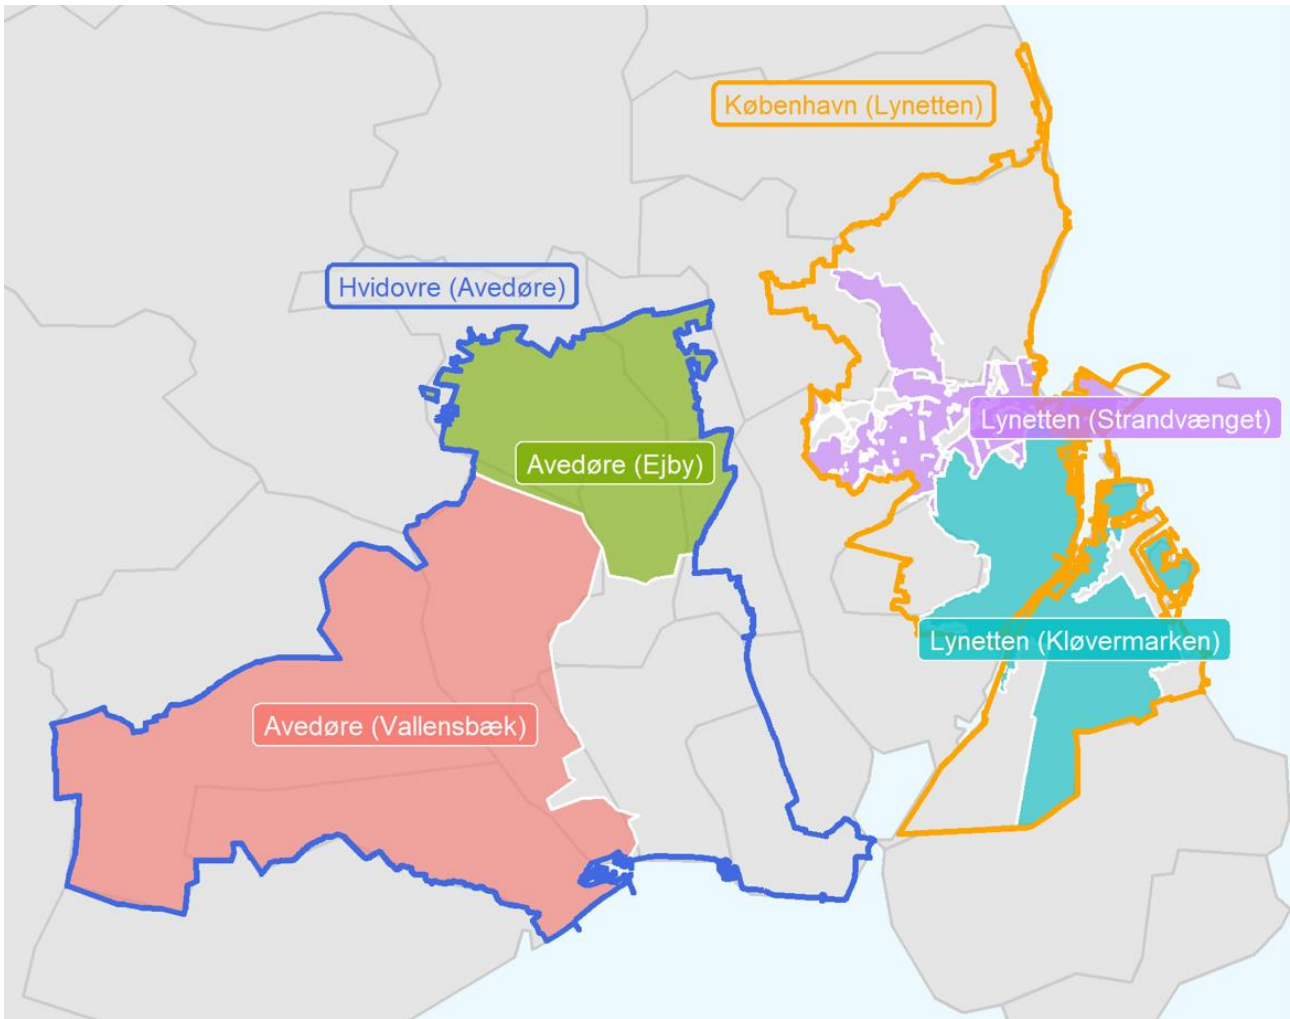 København (Lynetten)
Hvidovre (Avedøre)
Lynetten (Strandvænget)
Avedøre (Ejby)
Lynetten (Kløvermarken)
Avedøre (Vallensbæk)